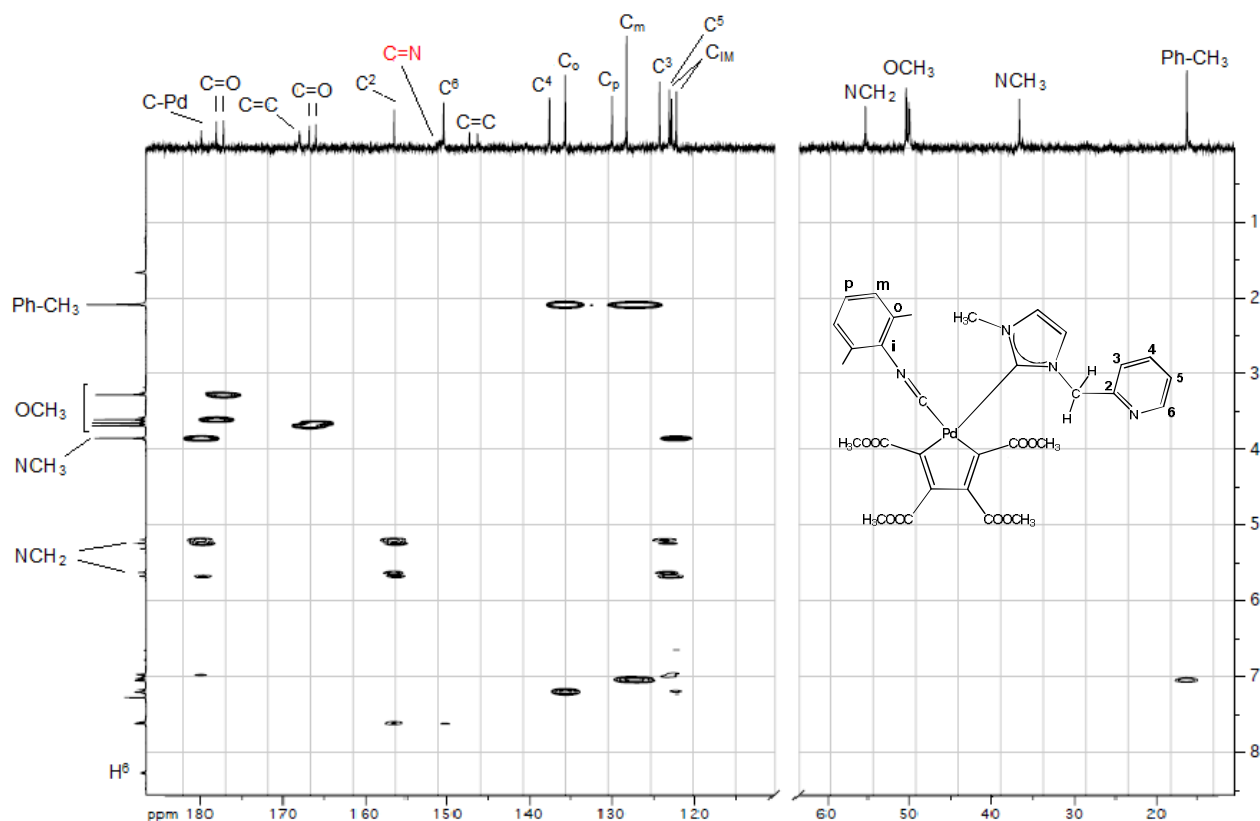 C-Pd
C=O
C=C
C=O
C²
C=N
C⁶
C=C
C⁴
Cₒ
Cₚ
Cₘ
C³
C⁵
C_IM
NCH₂
OCH₃
NCH₃
Ph-CH₃
Ph-CH₃
OCH₃
NCH₃
NCH₂
H⁶
1
2
3
4
5
6
7
8
p
m
o
i
N
C
Pd
H₃C
N
N
C
H
H
2
3
4
5
6
N
CH₃OOC
COOCH₃
H₃COOC
COOCH₃
ppm 180 170 160 150 140 130 120 60 50 40 30 20